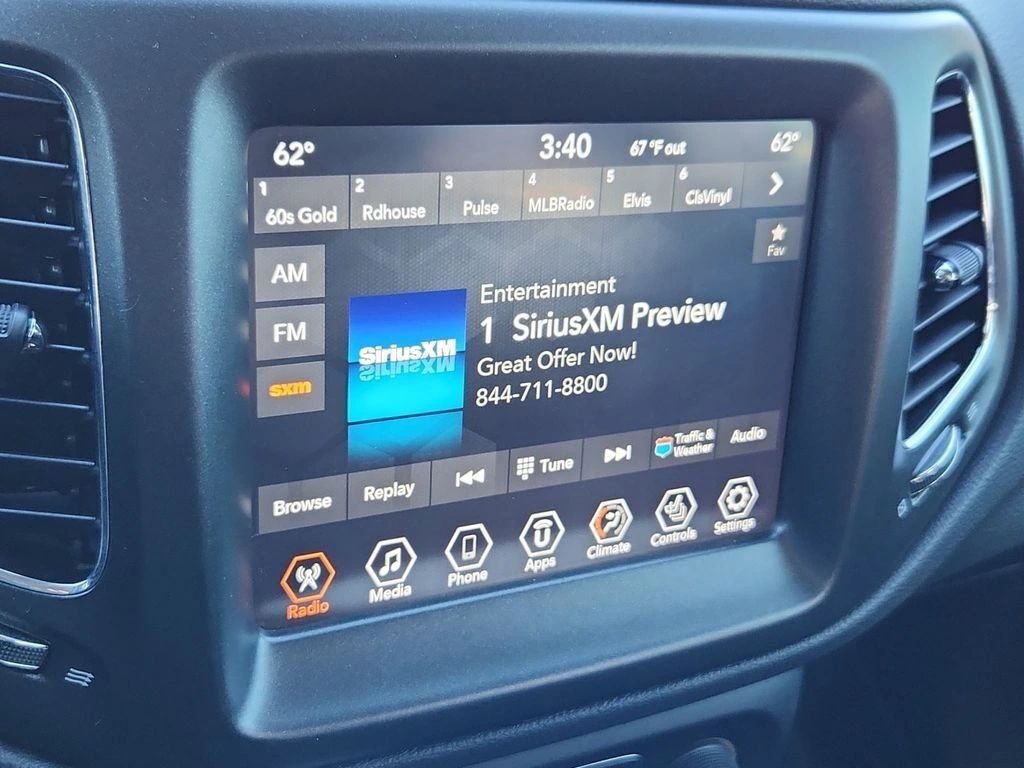 62° 3:40 67 °F out 62°
1 2 3 4 5 6
60s Gold Rdhouse Pulse MLBRadio Elvis ClsVinyl
Fav
AM
FM
sxm
SiriusXM
Entertainment
1 SiriusXM Preview
Great Offer Now!
844-711-8800
Browse Replay Tune Traffic & Weather Audio
Radio Media Phone Apps Climate Controls Settings